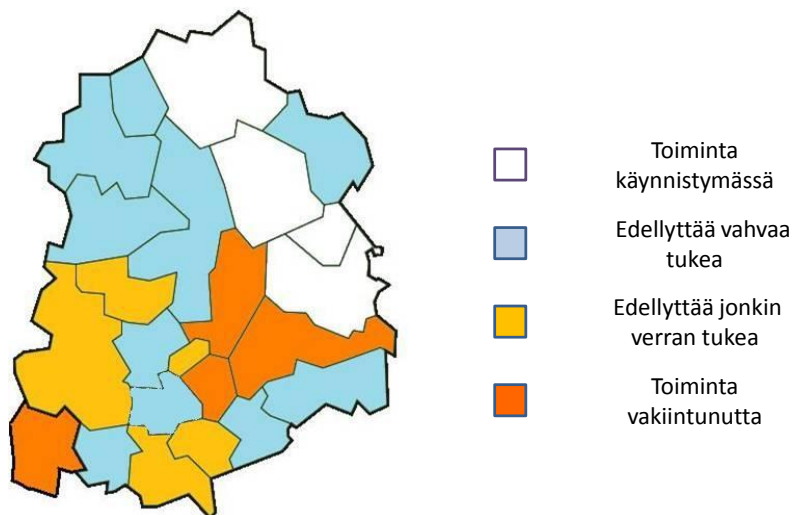 Toiminta
käynnistymässä
Edellyttää vahvaa
tukea
Edellyttää jonkin
verran tukea
Toiminta
vakiintunutta